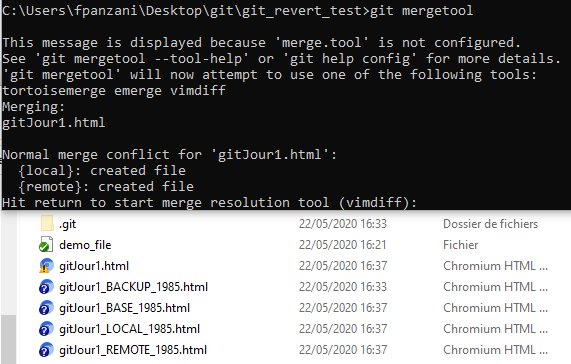 C:\Users\fpanzani\Desktop\git\git_revert_test>git mergetool
This message is displayed because 'merge.tool' is not configured.
See 'git mergetool --tool-help' or 'git help config' for more details.
'git mergetool' will now attempt to use one of the following tools:
tortoisemerge emerge vimdiff
Merging:
gitJour1.html
Normal merge conflict for 'gitJour1.html':
  {local}: created file
  {remote}: created file
Hit return to start merge resolution tool (vimdiff):
.git 22/05/2020 16:33 Dossier de fichiers
demo_file 22/05/2020 16:21 Fichier
gitJour1.html 22/05/2020 16:37 Chromium HTML ...
gitJour1_BACKUP_1985.html 22/05/2020 16:33 Chromium HTML ...
gitJour1_BASE_1985.html 22/05/2020 16:37 Chromium HTML ...
gitJour1_LOCAL_1985.html 22/05/2020 16:37 Chromium HTML ...
gitJour1_REMOTE_1985.html 22/05/2020 16:37 Chromium HTML ...